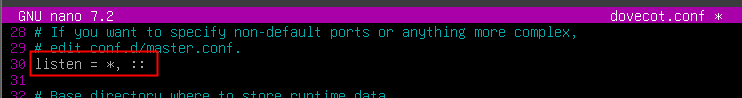 GNU nano 7.2 dovecot.conf *
28 # If you want to specify non-default ports or anything more complex,
29 # edit conf.d/master.conf.
30 listen = *, ::
31
32 # Base directory where to store runtime data